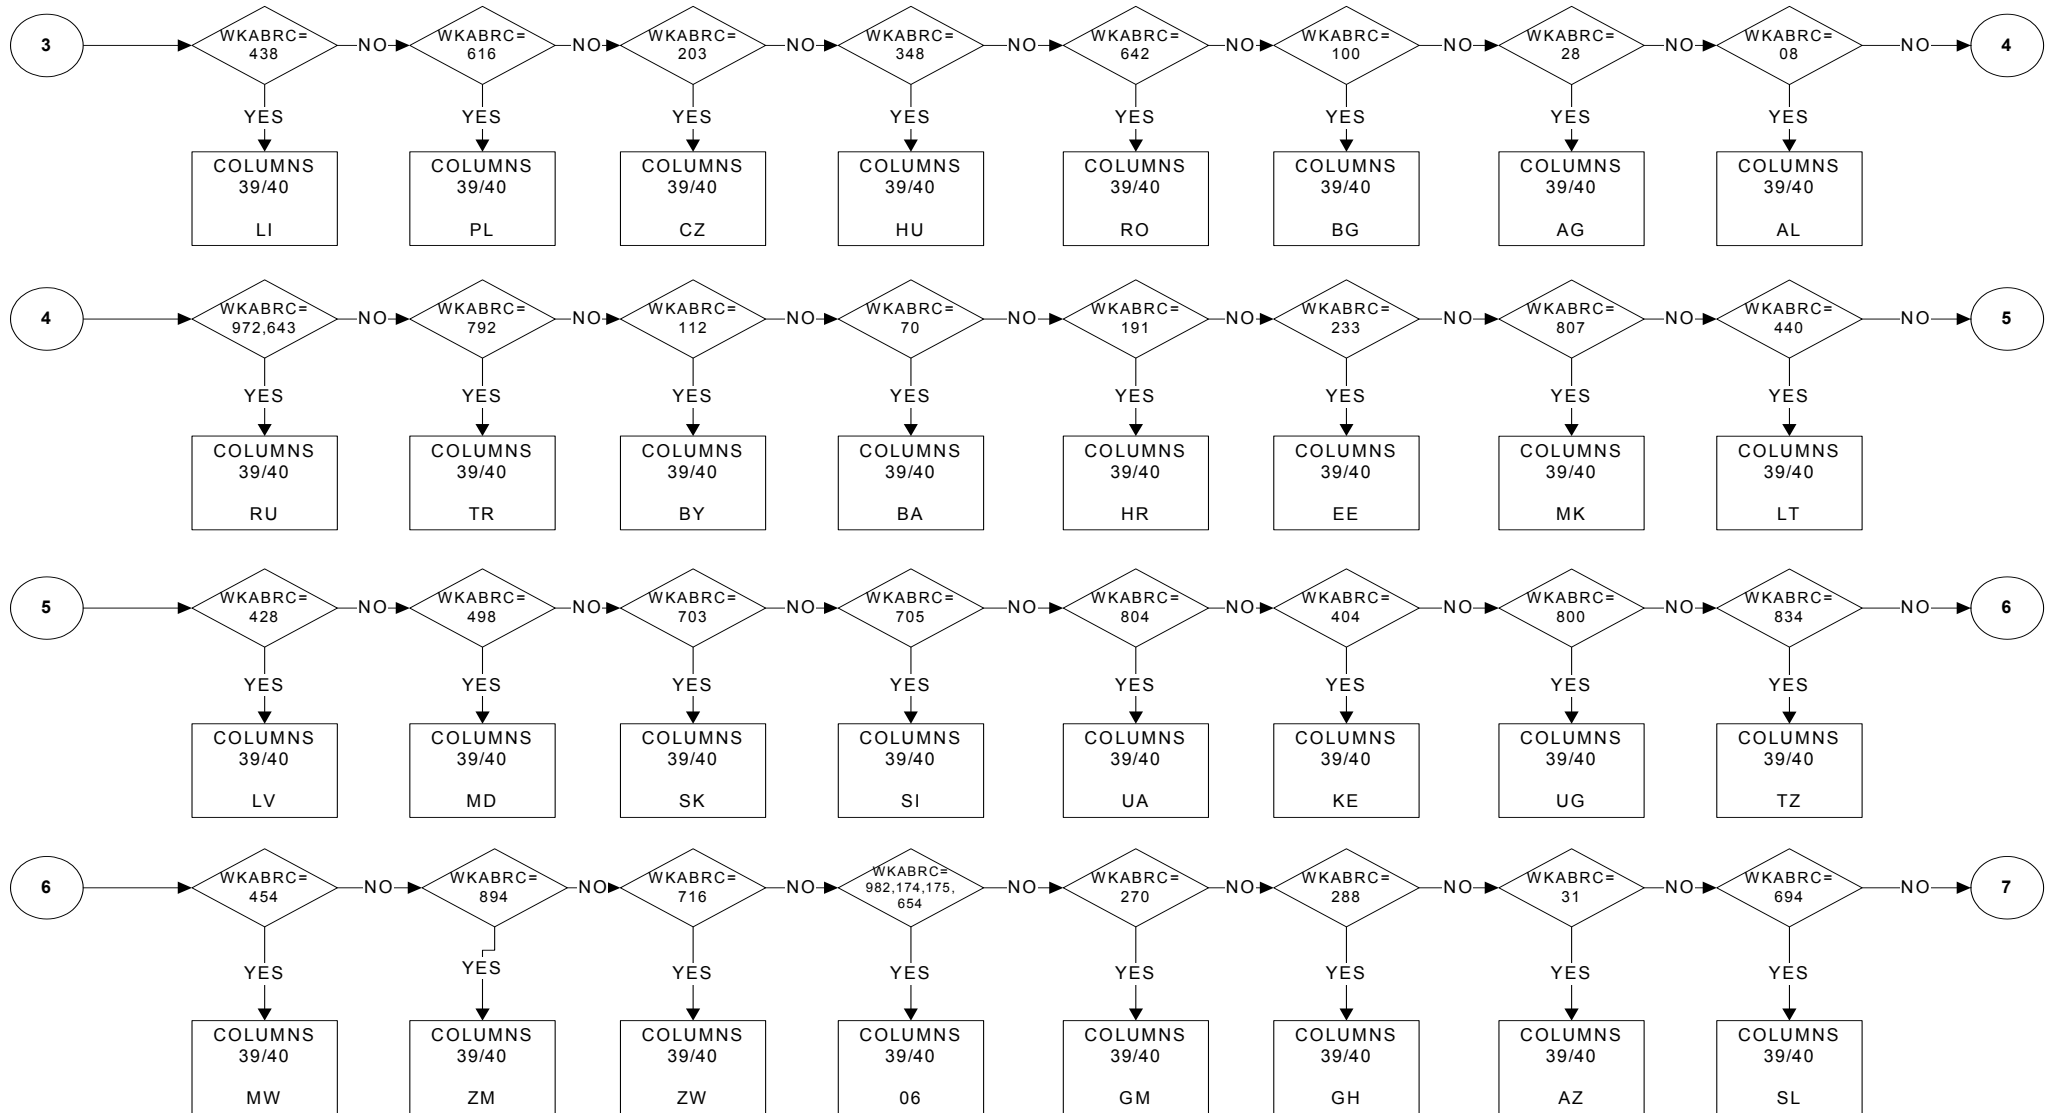 3
WKABRC=
438
NO
WKABRC=
616
NO
WKABRC=
203
NO
WKABRC=
348
NO
WKABRC=
642
NO
WKABRC=
100
NO
WKABRC=
28
NO
WKABRC=
08
NO
4
YES
YES
YES
YES
YES
YES
YES
YES
COLUMNS
39/40
LI
COLUMNS
39/40
PL
COLUMNS
39/40
CZ
COLUMNS
39/40
HU
COLUMNS
39/40
RO
COLUMNS
39/40
BG
COLUMNS
39/40
AG
COLUMNS
39/40
AL
4
WKABRC=
972,643
NO
WKABRC=
792
NO
WKABRC=
112
NO
WKABRC=
70
NO
WKABRC=
191
NO
WKABRC=
233
NO
WKABRC=
807
NO
WKABRC=
440
NO
5
YES
YES
YES
YES
YES
YES
YES
YES
COLUMNS
39/40
RU
COLUMNS
39/40
TR
COLUMNS
39/40
BY
COLUMNS
39/40
BA
COLUMNS
39/40
HR
COLUMNS
39/40
EE
COLUMNS
39/40
MK
COLUMNS
39/40
LT
5
WKABRC=
428
NO
WKABRC=
498
NO
WKABRC=
703
NO
WKABRC=
705
NO
WKABRC=
804
NO
WKABRC=
404
NO
WKABRC=
800
NO
WKABRC=
834
NO
6
YES
YES
YES
YES
YES
YES
YES
YES
COLUMNS
39/40
LV
COLUMNS
39/40
MD
COLUMNS
39/40
SK
COLUMNS
39/40
SI
COLUMNS
39/40
UA
COLUMNS
39/40
KE
COLUMNS
39/40
UG
COLUMNS
39/40
TZ
6
WKABRC=
454
NO
WKABRC=
894
NO
WKABRC=
716
NO
WKABRC=
982,174,175,
654
NO
WKABRC=
270
NO
WKABRC=
288
NO
WKABRC=
31
NO
WKABRC=
694
NO
7
YES
YES
YES
YES
YES
YES
YES
YES
COLUMNS
39/40
MW
COLUMNS
39/40
ZM
COLUMNS
39/40
ZW
COLUMNS
39/40
06
COLUMNS
39/40
GM
COLUMNS
39/40
GH
COLUMNS
39/40
AZ
COLUMNS
39/40
SL